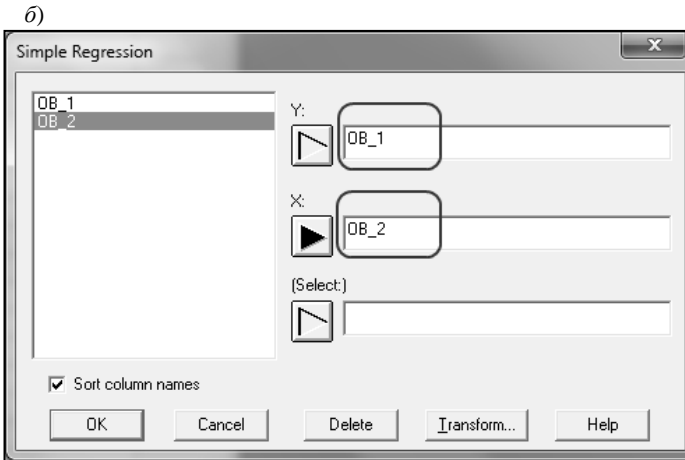 б)
Simple Regression
x
OB_1
OB_2
Y:
OB_1
X:
OB_2
(Select:)
Sort column names
OK
Cancel
Delete
Transform...
Help